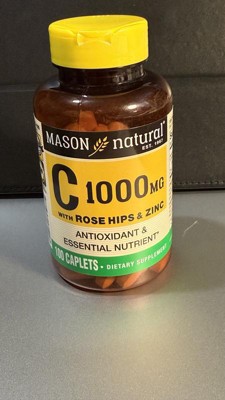 MASON natural
EST. 1967
C 1000MG
WITH ROSE HIPS & ZINC
ANTIOXIDANT &
ESSENTIAL NUTRIENT*
100 CAPLETS • DIETARY SUPPLEMENT